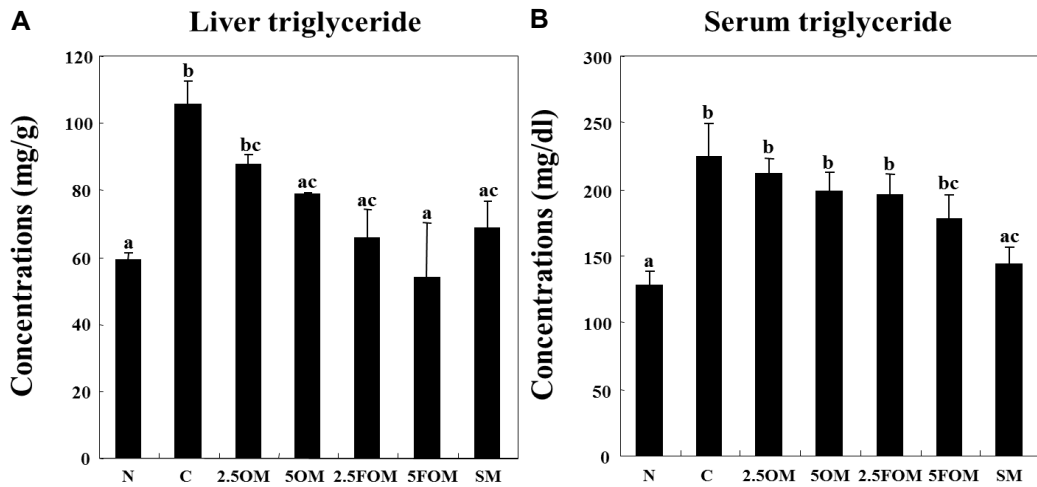 A
Liver triglyceride
Concentrations (mg/g)
120
100
80
60
40
20
0
a
b
bc
ac
ac
a
ac
N
C
2.5OM
5OM
2.5FOM
5FOM
SM
B
Serum triglyceride
Concentrations (mg/dl)
300
250
200
150
100
50
0
a
b
b
b
b
bc
ac
N
C
2.5OM
5OM
2.5FOM
5FOM
SM